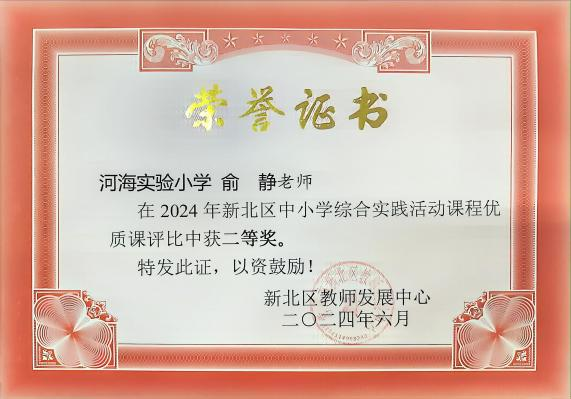 荣誉证书
河海实验小学 俞 静老师
在 2024 年新北区中小学综合实践活动课程优
质课评比中获二等奖。
特发此证，以资鼓励！
新北区教师发展中心
二〇二四年六月